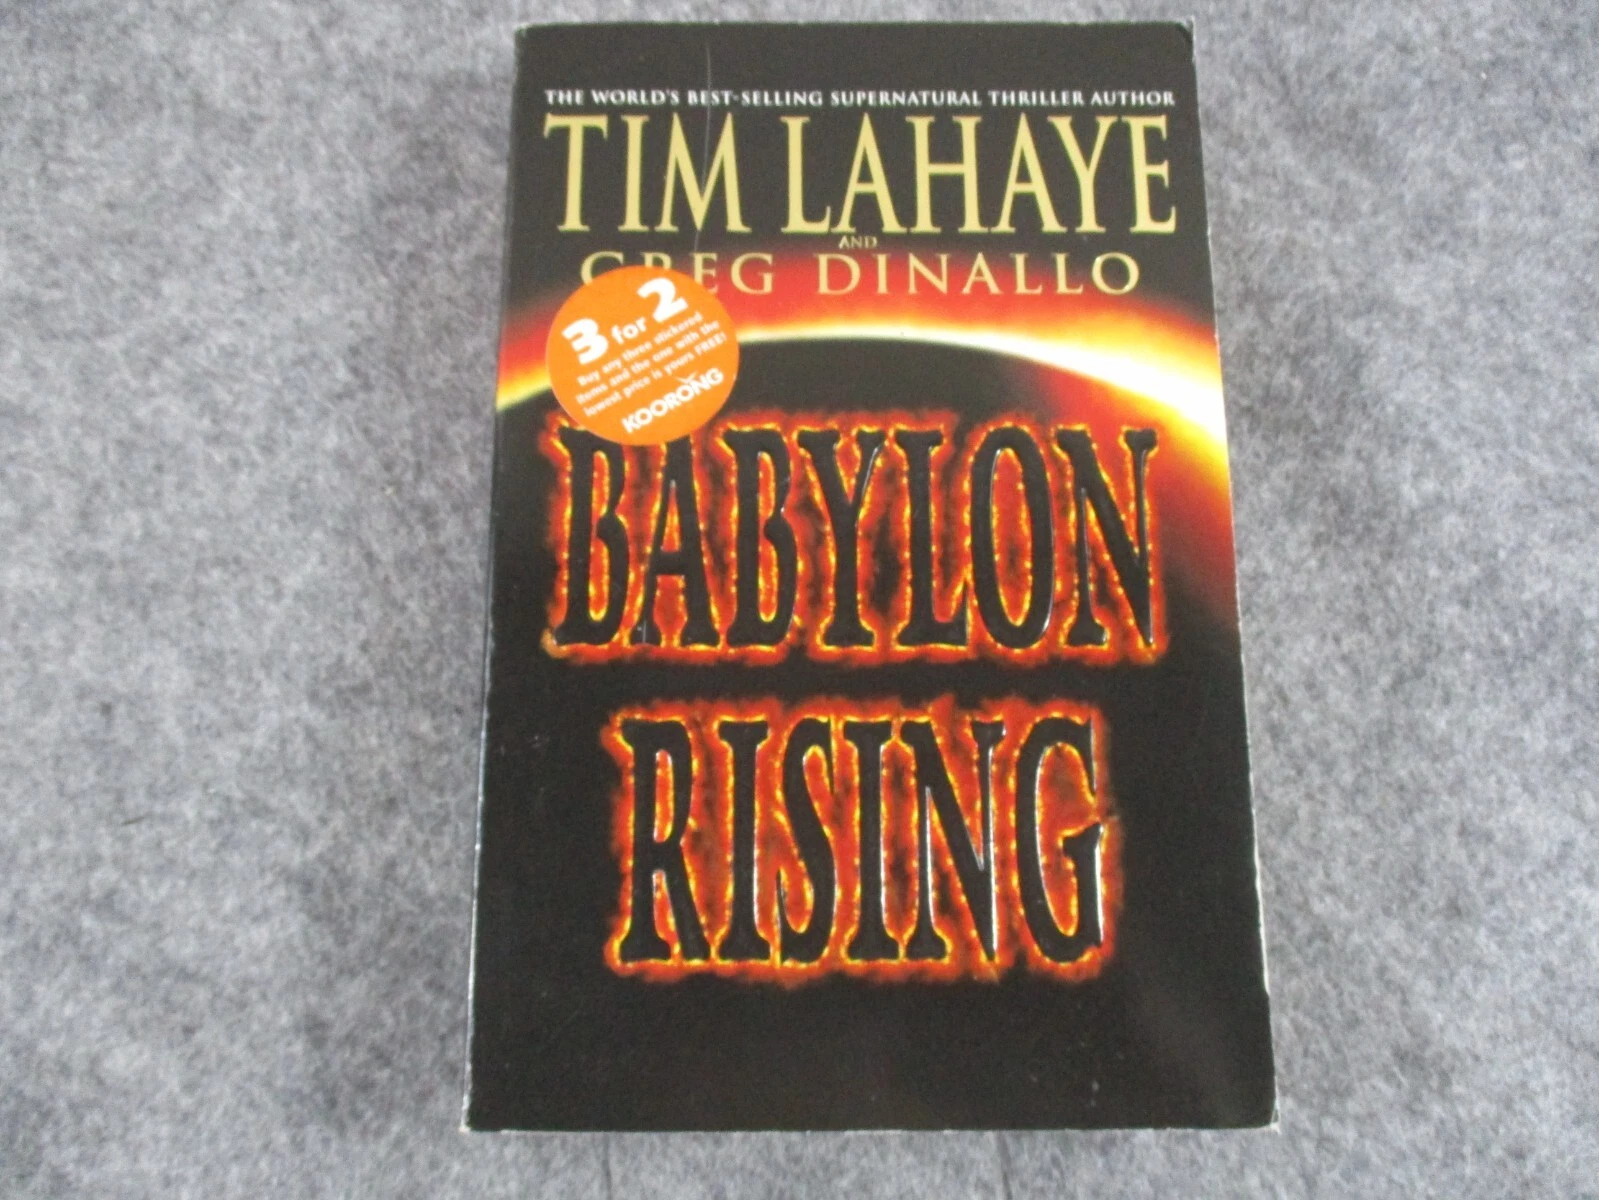 THE WORLD'S BEST-SELLING SUPERNATURAL THRILLER AUTHOR
TIM LAHAYE
AND
GREG DINALLO
3 for 2
Buy any three stickered
items and the one with the
lowest price is yours FREE!
KOORONG
BABYLON
RISING